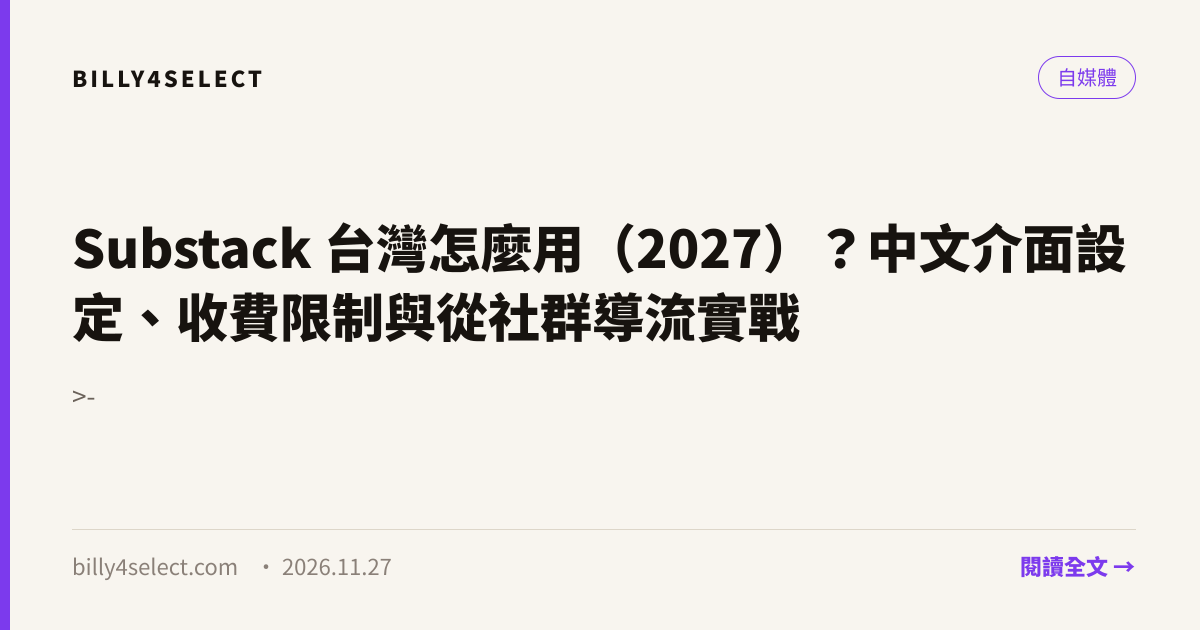 BILLY4SELECT
自媒體
Substack 台灣怎麼用（2027）？中文介面設
定、收費限制與從社群導流實戰
>-
billy4select.com ・ 2026.11.27
閱讀全文 →